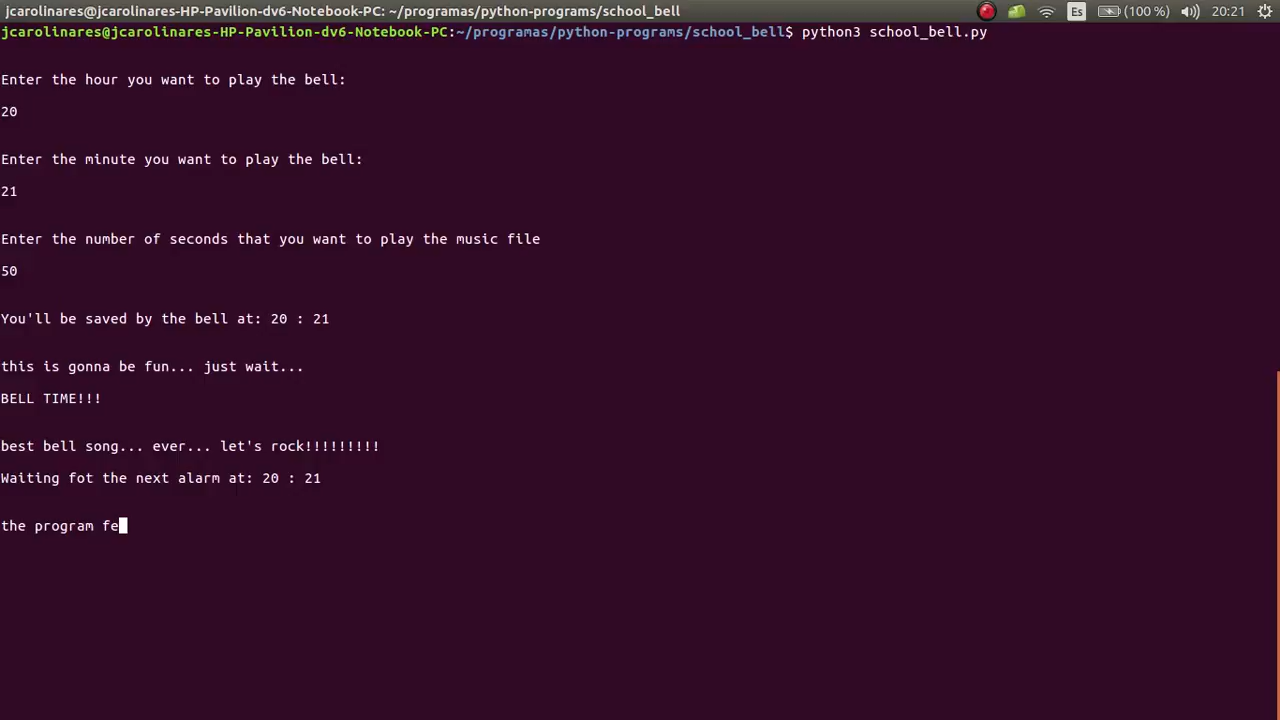 jcarolinares@jcarolinares-HP-Pavilion-dv6-Notebook-PC: ~/programas/python-programs/school_bell Es (100 %) 20:21
jcarolinares@jcarolinares-HP-Pavilion-dv6-Notebook-PC:~/programas/python-programs/school_bell$ python3 school_bell.py
Enter the hour you want to play the bell:
20
Enter the minute you want to play the bell:
21
Enter the number of seconds that you want to play the music file
50
You'll be saved by the bell at: 20 : 21
this is gonna be fun... just wait...
BELL TIME!!!
best bell song... ever... let's rock!!!!!!!!!
Waiting fot the next alarm at: 20 : 21
the program fe